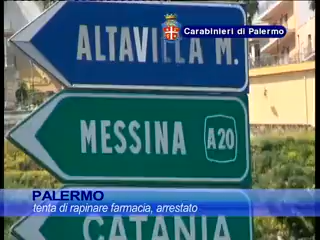 Carabinieri di Palermo
ALTAVILLA M.
MESSINA A20
PALERMO
tenta di rapinare farmacia, arrestato
CATANIA